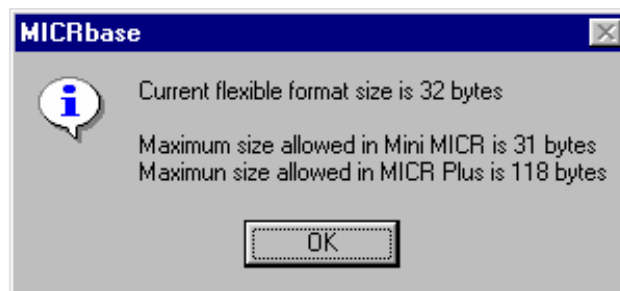 MICRbase
Current flexible format size is 32 bytes
Maximum size allowed in Mini MICR is 31 bytes
Maximun size allowed in MICR Plus is 118 bytes
OK